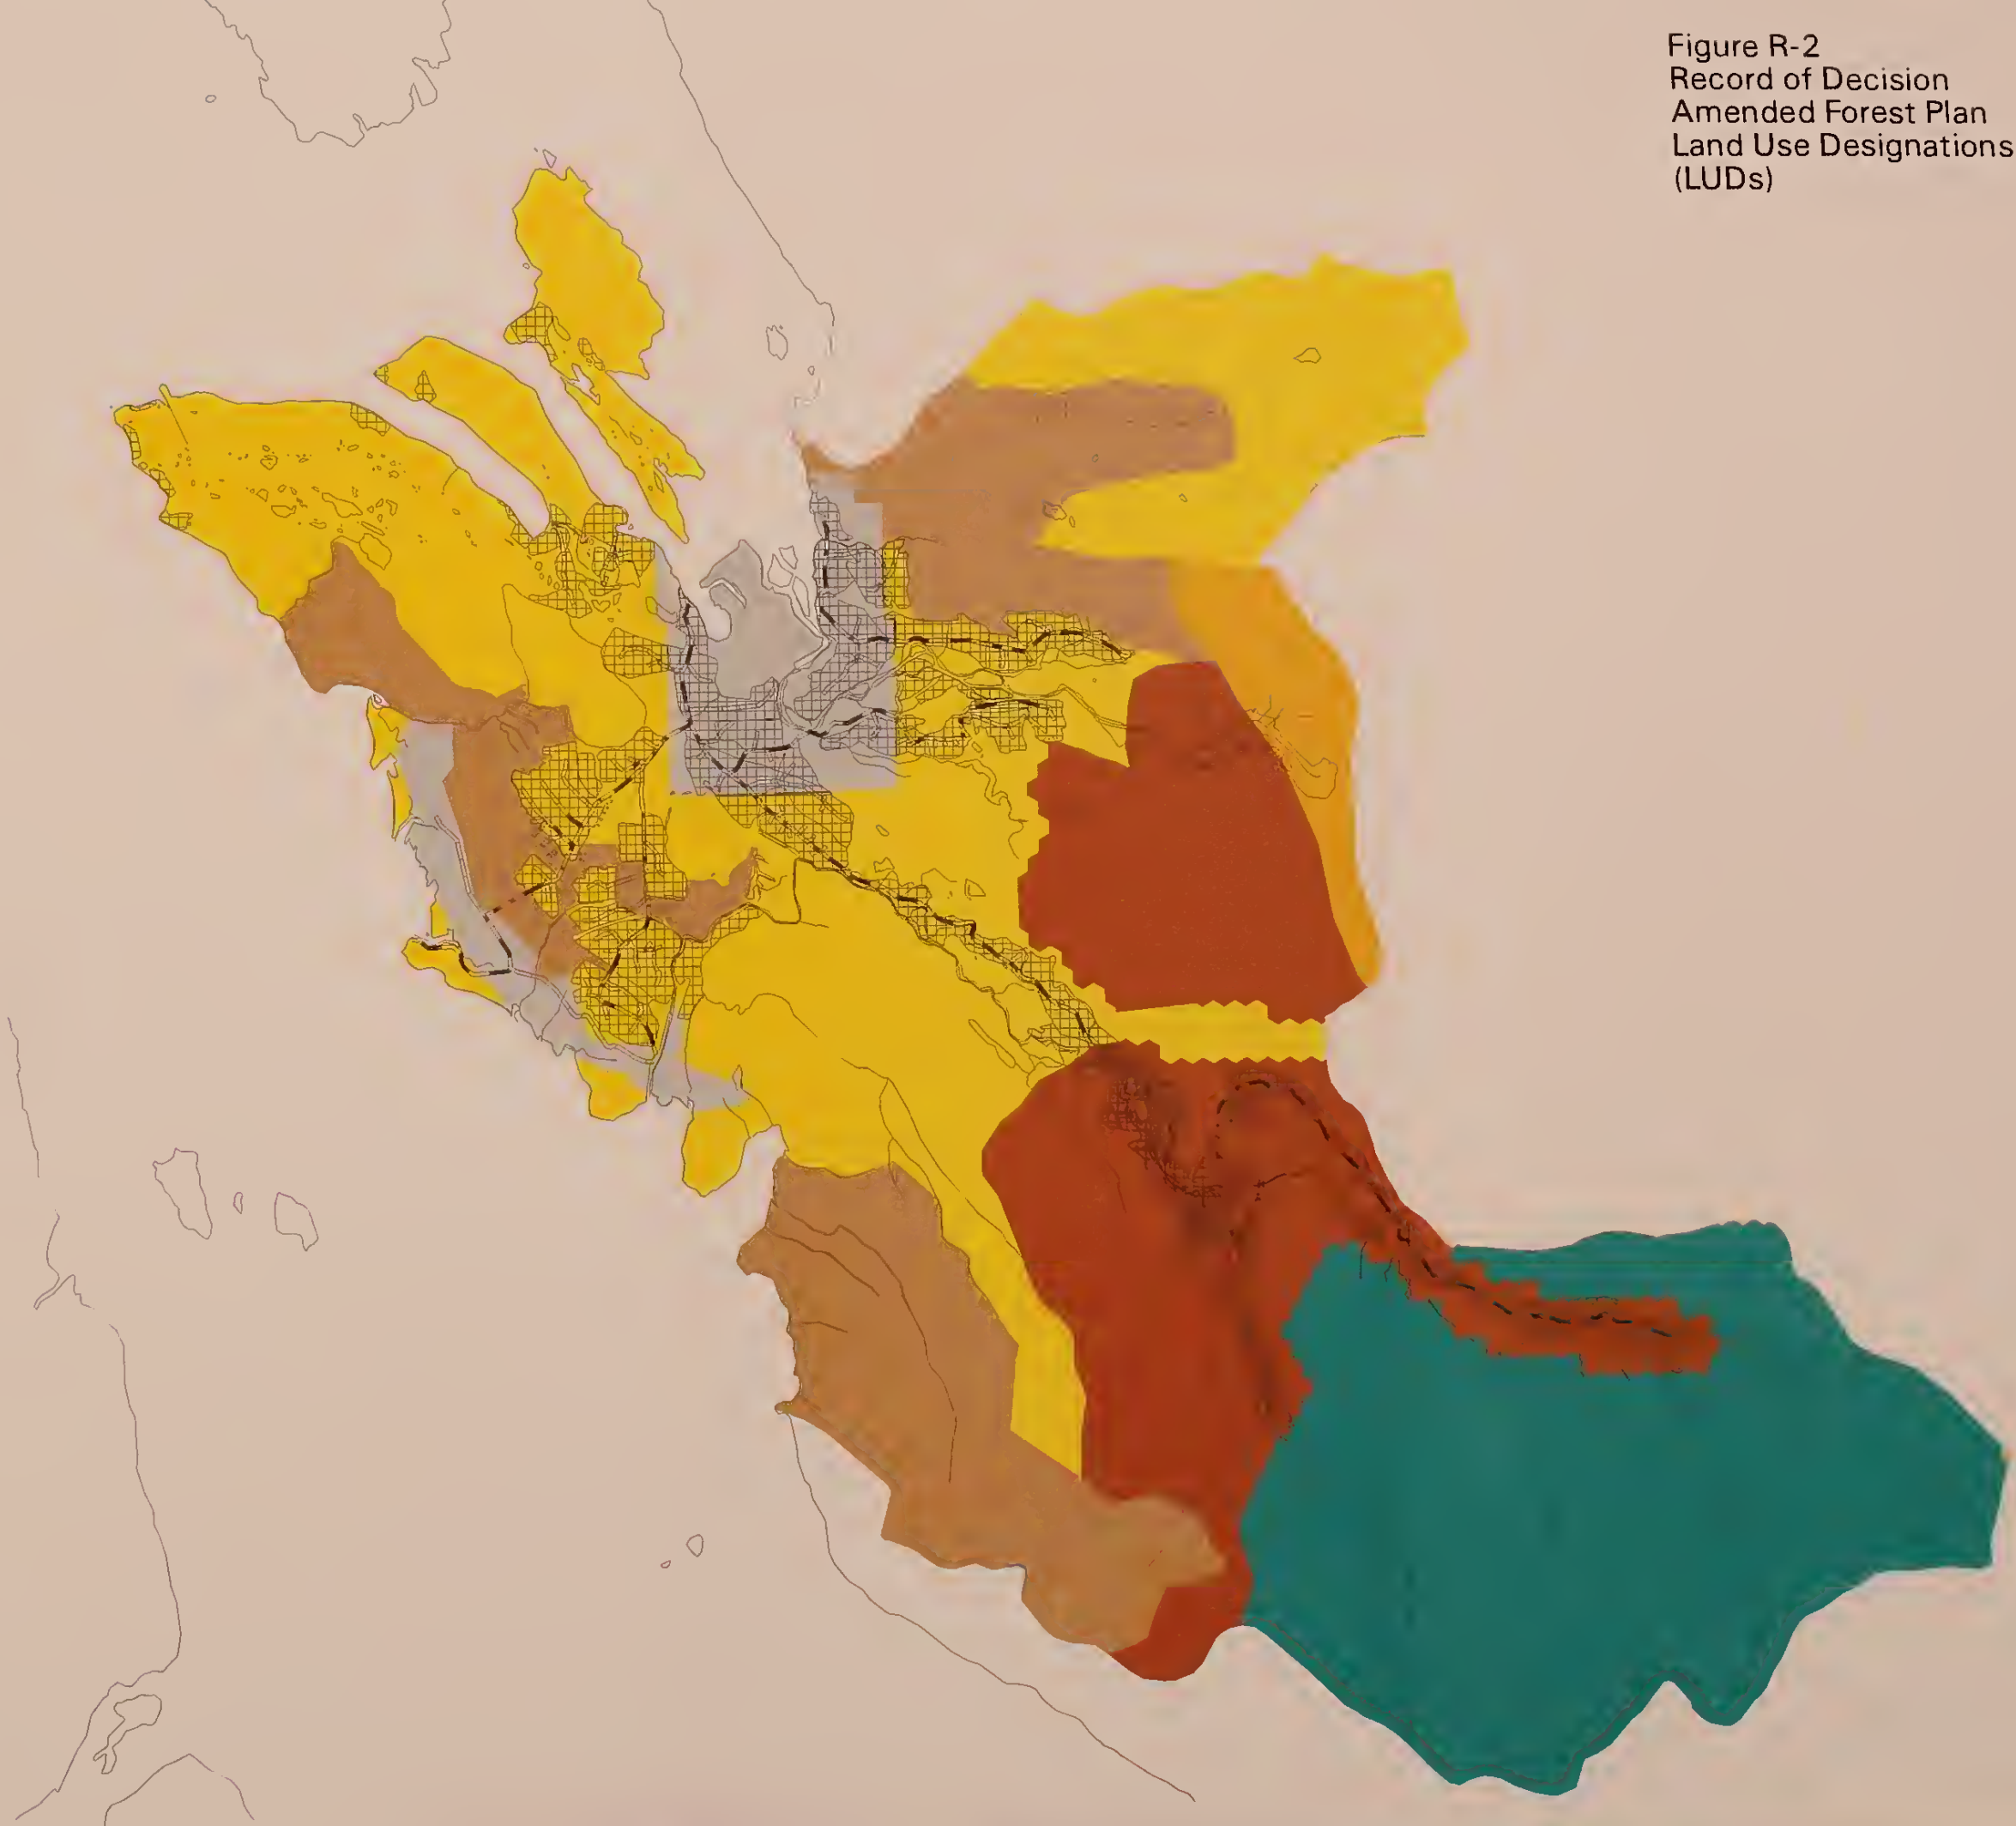 Figure R-2
Record of Decision
Amended Forest Plan
Land Use Designations
(LUDs)